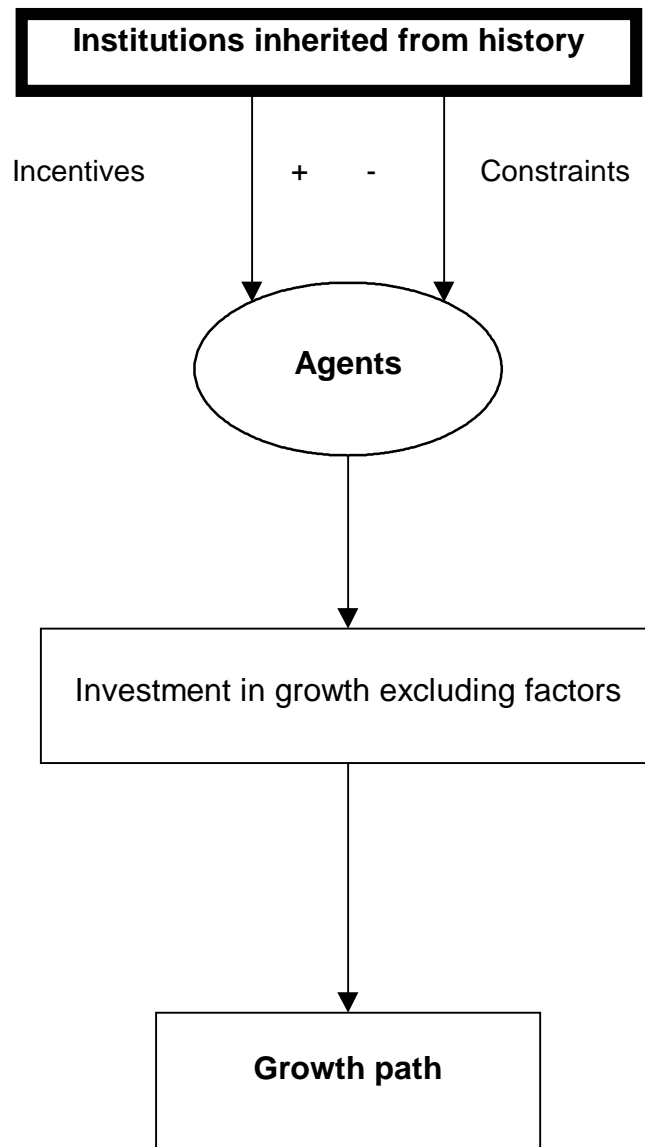 Institutions inherited from history
Incentives + - Constraints
Agents
Investment in growth excluding factors
Growth path